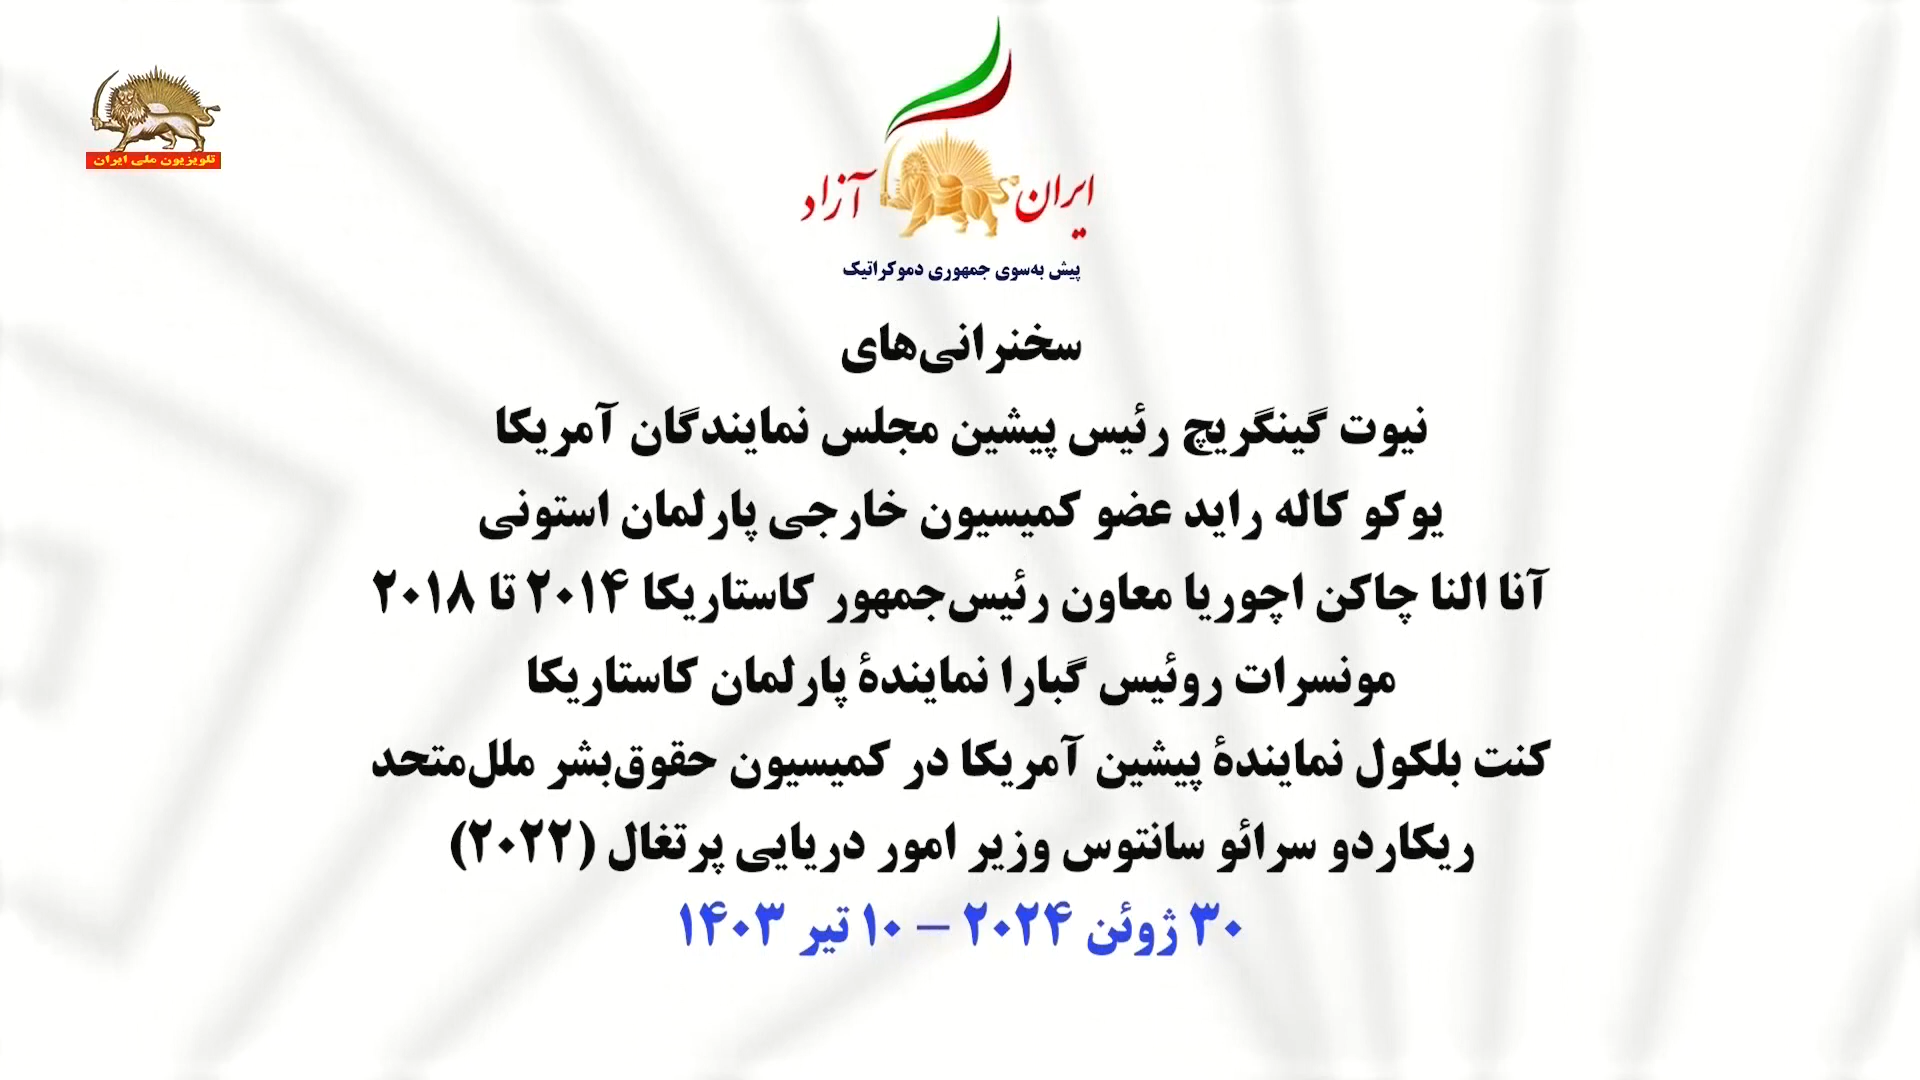 تلویزیون ملی ایران
ایران آزاد
پیش به‌سوی جمهوری دموکراتیک
سخنرانی‌های
نیوت گینگریچ رئیس پیشین مجلس نمایندگان آمریکا
یوکو کاله راید عضو کمیسیون خارجی پارلمان استونی
آنا النا چاکن اچوریا معاون رئیس‌جمهور کاستاریکا ۲۰۱۴ تا ۲۰۱۸
مونسرات روئیس گبارا نمایندهٔ پارلمان کاستاریکا
کنت بلکول نمایندهٔ پیشین آمریکا در کمیسیون حقوق‌بشر ملل‌متحد
ریکاردو سرائو سانتوس وزیر امور دریایی پرتغال (۲۰۲۲)
۳۰ ژوئن ۲۰۲۴ – ۱۰ تیر ۱۴۰۳